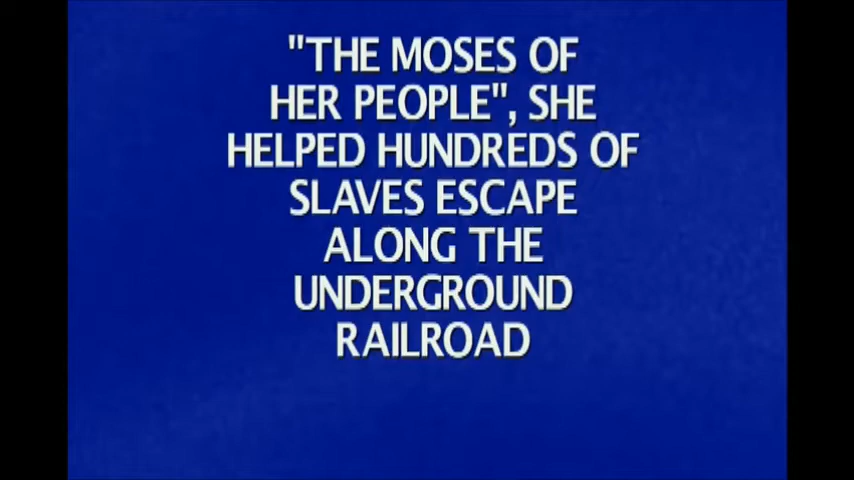 "THE MOSES OF
HER PEOPLE", SHE
HELPED HUNDREDS OF
SLAVES ESCAPE
ALONG THE
UNDERGROUND
RAILROAD